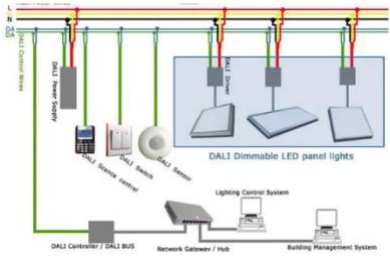 L
N
DA
DA
DALI Control Wires
DALI Power Supply
DALI Driver
DALI Scence control
DALI Switch
DALI Sensor
DALI Dimmable LED panel lights
Lighting Control System
DALI Controller / DALI BUS
Network Gateway / Hub
Building Management System